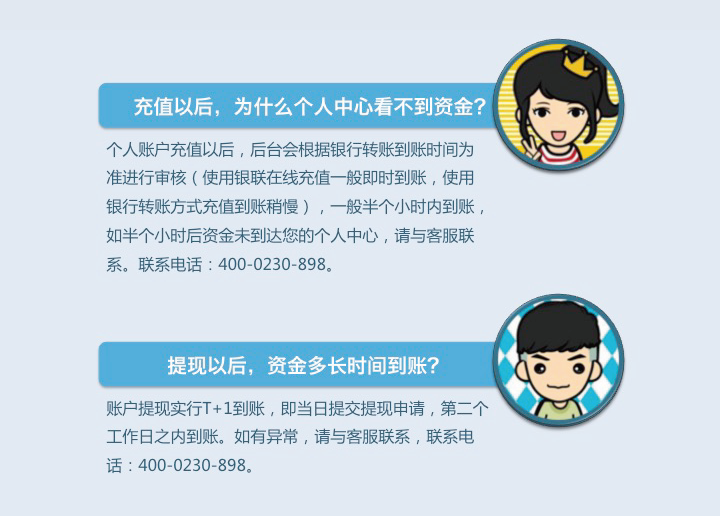 充值以后，为什么个人中心看不到资金？
个人账户充值以后，后台会根据银行转账到账时间为
准进行审核（使用银联在线充值一般即时到账，使用
银行转账方式充值到账稍慢），一般半个小时内到账，
如半个小时后资金未到达您的个人中心，请与客服联
系。联系电话：400-0230-898。
提现以后，资金多长时间到账？
账户提现实行T+1到账，即当日提交提现申请，第二个
工作日之内到账。如有异常，请与客服联系，联系电
话：400-0230-898。